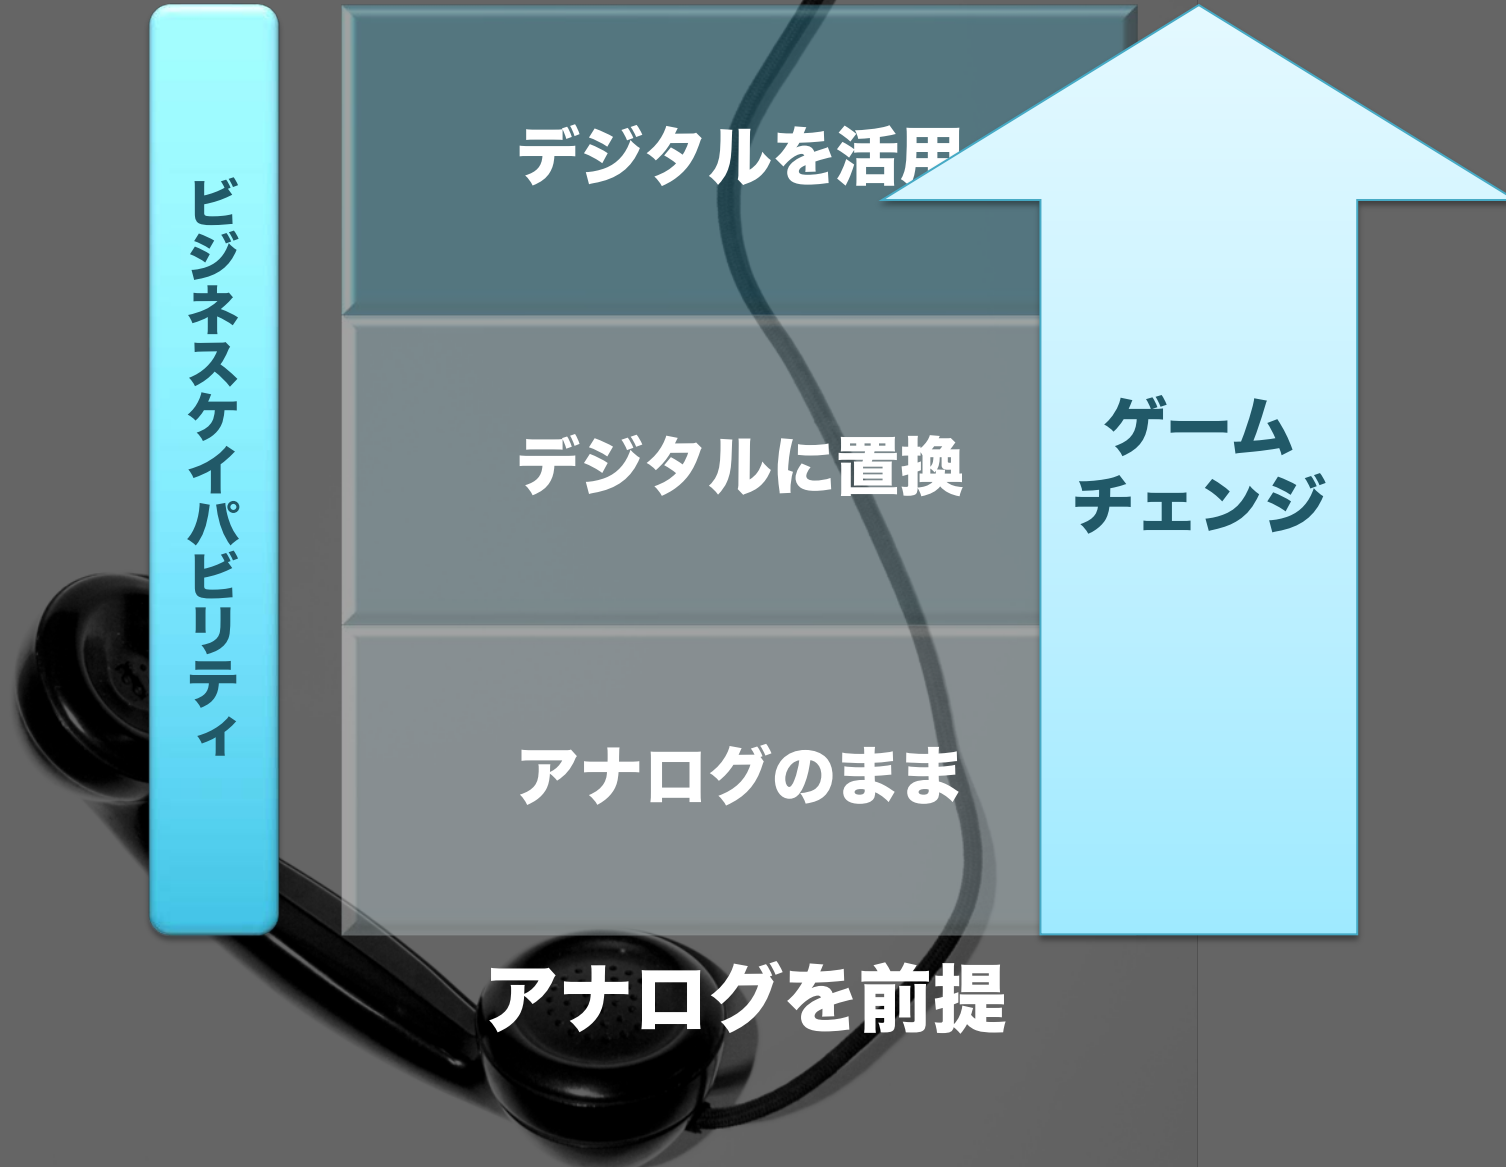 ビジネスケイパビリティ
デジタルを活用
デジタルに置換
アナログのまま
ゲーム
チェンジ
アナログを前提